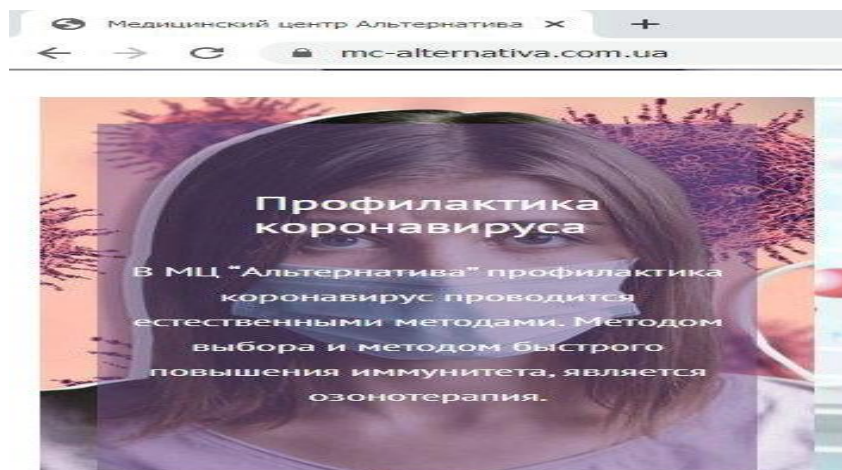 Медицинский центр Альтернатива
mc-alternativa.com.ua
Профилактика
коронавируса
В МЦ "Альтернатива" профилактика
коронавирус проводится
естественными методами. Методом
выбора и методом быстрого
повышения иммунитета, является
озонотерапия.